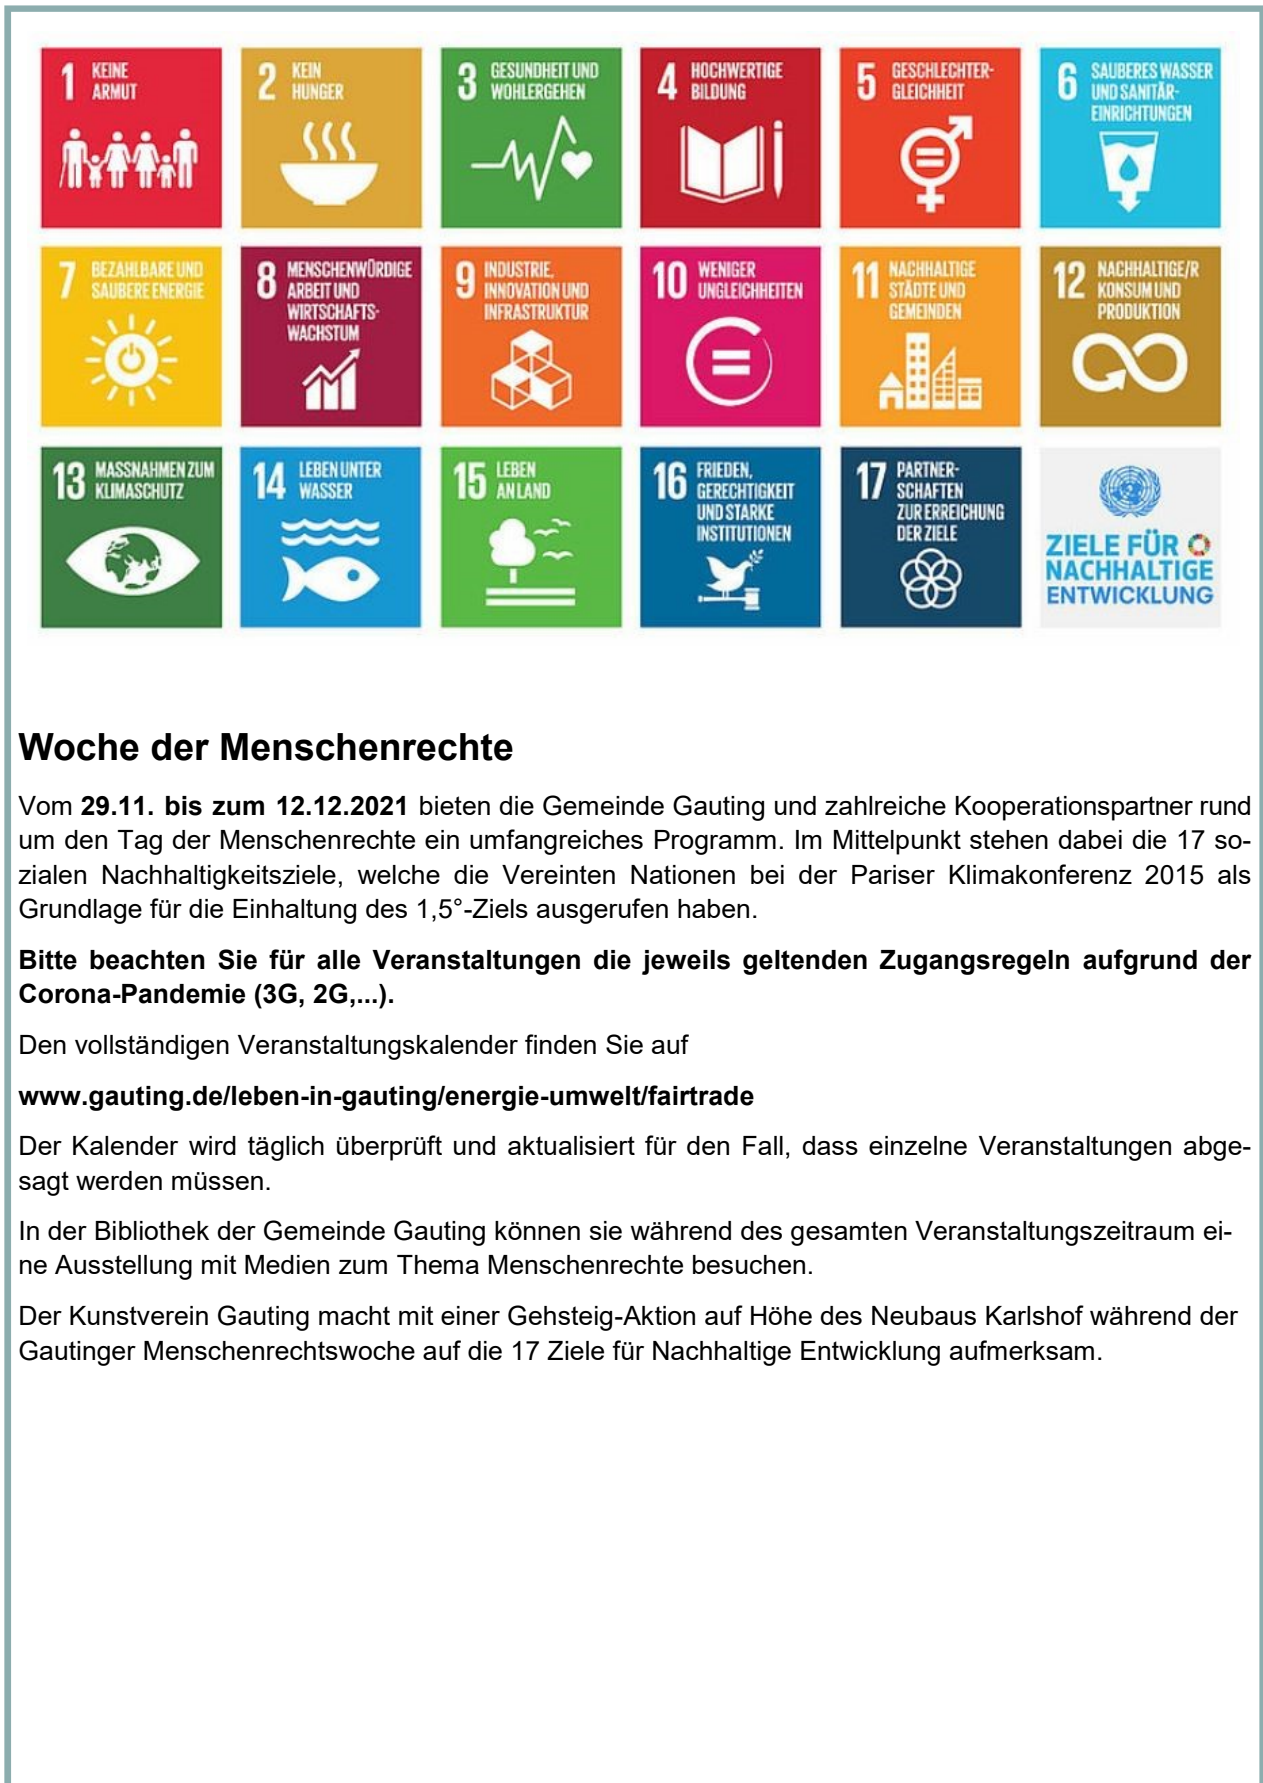 1 KEINE
ARMUT
2 KEIN
HUNGER
3 GESUNDHEIT UND
WOHLERGEHEN
4 HOCHWERTIGE
BILDUNG
5 GESCHLECHTER-
GLEICHHEIT
6 SAUBERES WASSER
UND SANITÄR-
EINRICHTUNGEN
7 BEZAHLBARE UND
SAUBERE ENERGIE
8 MENSCHENWÜRDIGE
ARBEIT UND
WIRTSCHAFTS-
WACHSTUM
9 INDUSTRIE,
INNOVATION UND
INFRASTRUKTUR
10 WENIGER
UNGLEICHHEITEN
11 NACHHALTIGE
STÄDTE UND
GEMEINDEN
12 NACHHALTIGE/R
KONSUM UND
PRODUKTION
13 MASSNAHMEN ZUM
KLIMASCHUTZ
14 LEBEN UNTER
WASSER
15 LEBEN
AN LAND
16 FRIEDEN,
GERECHTIGKEIT
UND STARKE
INSTITUTIONEN
17 PARTNER-
SCHAFTEN
ZUR ERREICHUNG
DER ZIELE
ZIELE FÜR
NACHHALTIGE
ENTWICKLUNG
Woche der Menschenrechte
Vom 29.11. bis zum 12.12.2021 bieten die Gemeinde Gauting und zahlreiche Kooperationspartner rund
um den Tag der Menschenrechte ein umfangreiches Programm. Im Mittelpunkt stehen dabei die 17 so-
zialen Nachhaltigkeitsziele, welche die Vereinten Nationen bei der Pariser Klimakonferenz 2015 als
Grundlage für die Einhaltung des 1,5°-Ziels ausgerufen haben.
Bitte beachten Sie für alle Veranstaltungen die jeweils geltenden Zugangsregeln aufgrund der
Corona-Pandemie (3G, 2G,...).
Den vollständigen Veranstaltungskalender finden Sie auf
www.gauting.de/leben-in-gauting/energie-umwelt/fairtrade
Der Kalender wird täglich überprüft und aktualisiert für den Fall, dass einzelne Veranstaltungen abge-
sagt werden müssen.
In der Bibliothek der Gemeinde Gauting können sie während des gesamten Veranstaltungszeitraum ei-
ne Ausstellung mit Medien zum Thema Menschenrechte besuchen.
Der Kunstverein Gauting macht mit einer Gehsteig-Aktion auf Höhe des Neubaus Karlshof während der
Gautinger Menschenrechtswoche auf die 17 Ziele für Nachhaltige Entwicklung aufmerksam.